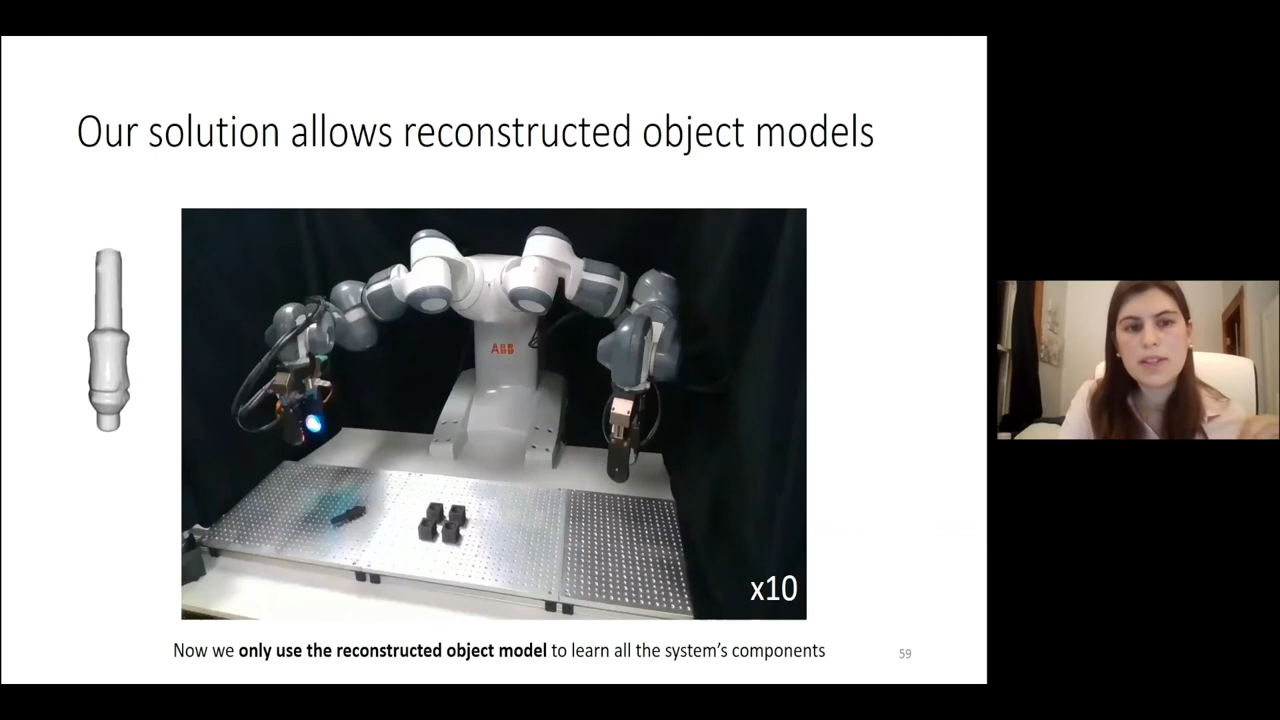 Our solution allows reconstructed object models
ABB
x10
Now we only use the reconstructed object model to learn all the system's components
59